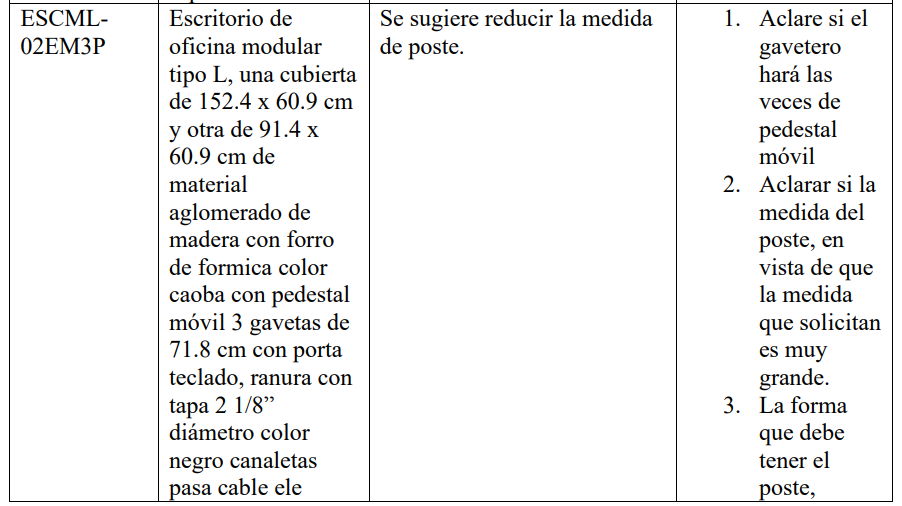 ESCML-
02EM3P
Escritorio de
oficina modular
tipo L, una cubierta
de 152.4 x 60.9 cm
y otra de 91.4 x
60.9 cm de
material
aglomerado de
madera con forro
de formica color
caoba con pedestal
móvil 3 gavetas de
71.8 cm con porta
teclado, ranura con
tapa 2 1/8”
diámetro color
negro canaletas
pasa cable ele
Se sugiere reducir la medida
de poste.
1. Aclare si el
gavetero
hará las
veces de
pedestal
móvil
2. Aclarar si la
medida del
poste, en
vista de que
la medida
que solicitan
es muy
grande.
3. La forma
que debe
tener el
poste,